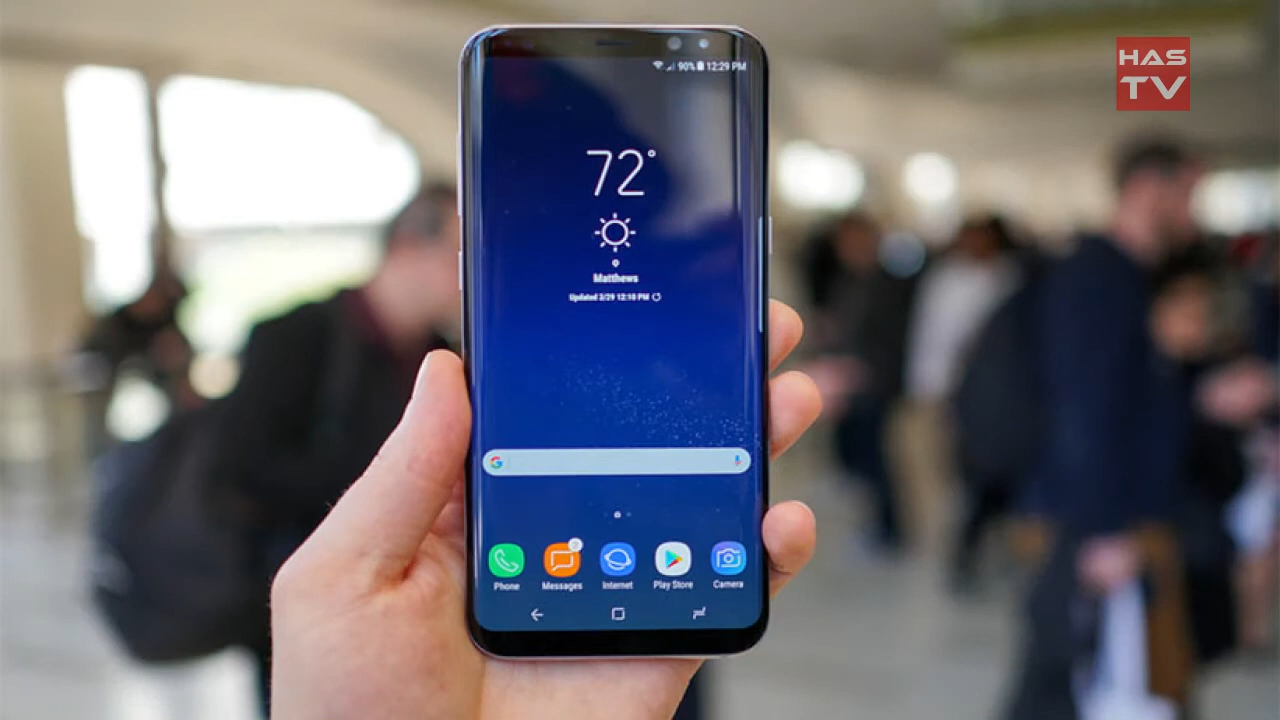 HAS
TV
90% 12:29 PM
72°
Matthews
Updated 3/29 12:10 PM
Phone
Messages
Internet
Play Store
Camera